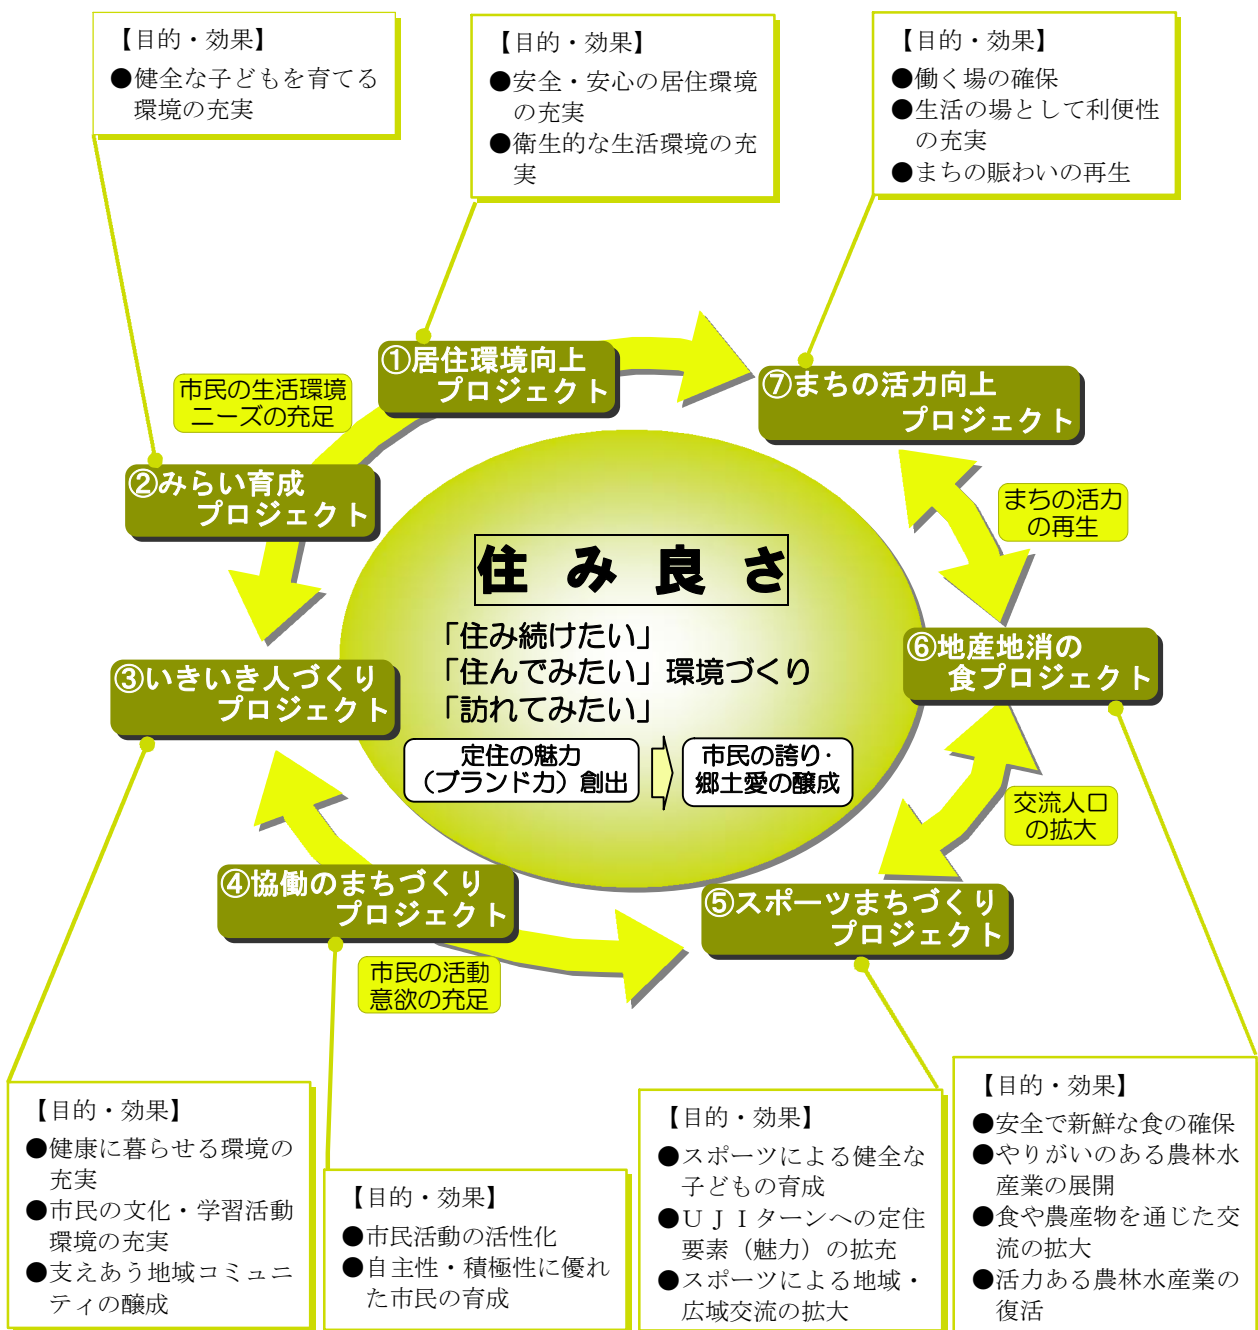 【目的・効果】
●健全な子どもを育てる
環境の充実
【目的・効果】
●安全・安心の居住環境
の充実
●衛生的な生活環境の充
実
【目的・効果】
●働く場の確保
●生活の場として利便性
の充実
●まちの賑わいの再生
①居住環境向上
プロジェクト
⑦まちの活力向上
プロジェクト
市民の生活環境
ニーズの充足
②みらい育成
プロジェクト
まちの活力
の再生
住み良さ
「住み続けたい」
「住んでみたい」環境づくり
「訪れてみたい」
③いきいき人づくり
プロジェクト
⑥地産地消の
食プロジェクト
定住の魅力
（ブランド力）創出
市民の誇り・
郷土愛の醸成
交流人口
の拡大
④協働のまちづくり
プロジェクト
⑤スポーツまちづくり
プロジェクト
市民の活動
意欲の充足
【目的・効果】
●健康に暮らせる環境の
充実
●市民の文化・学習活動
環境の充実
●支えあう地域コミュニ
ティの醸成
【目的・効果】
●市民活動の活性化
●自主性・積極性に優れ
た市民の育成
【目的・効果】
●スポーツによる健全な
子どもの育成
●ＵＪＩターンへの定住
要素（魅力）の拡充
●スポーツによる地域・
広域交流の拡大
【目的・効果】
●安全で新鮮な食の確保
●やりがいのある農林水
産業の展開
●食や農産物を通じた交
流の拡大
●活力ある農林水産業の
復活